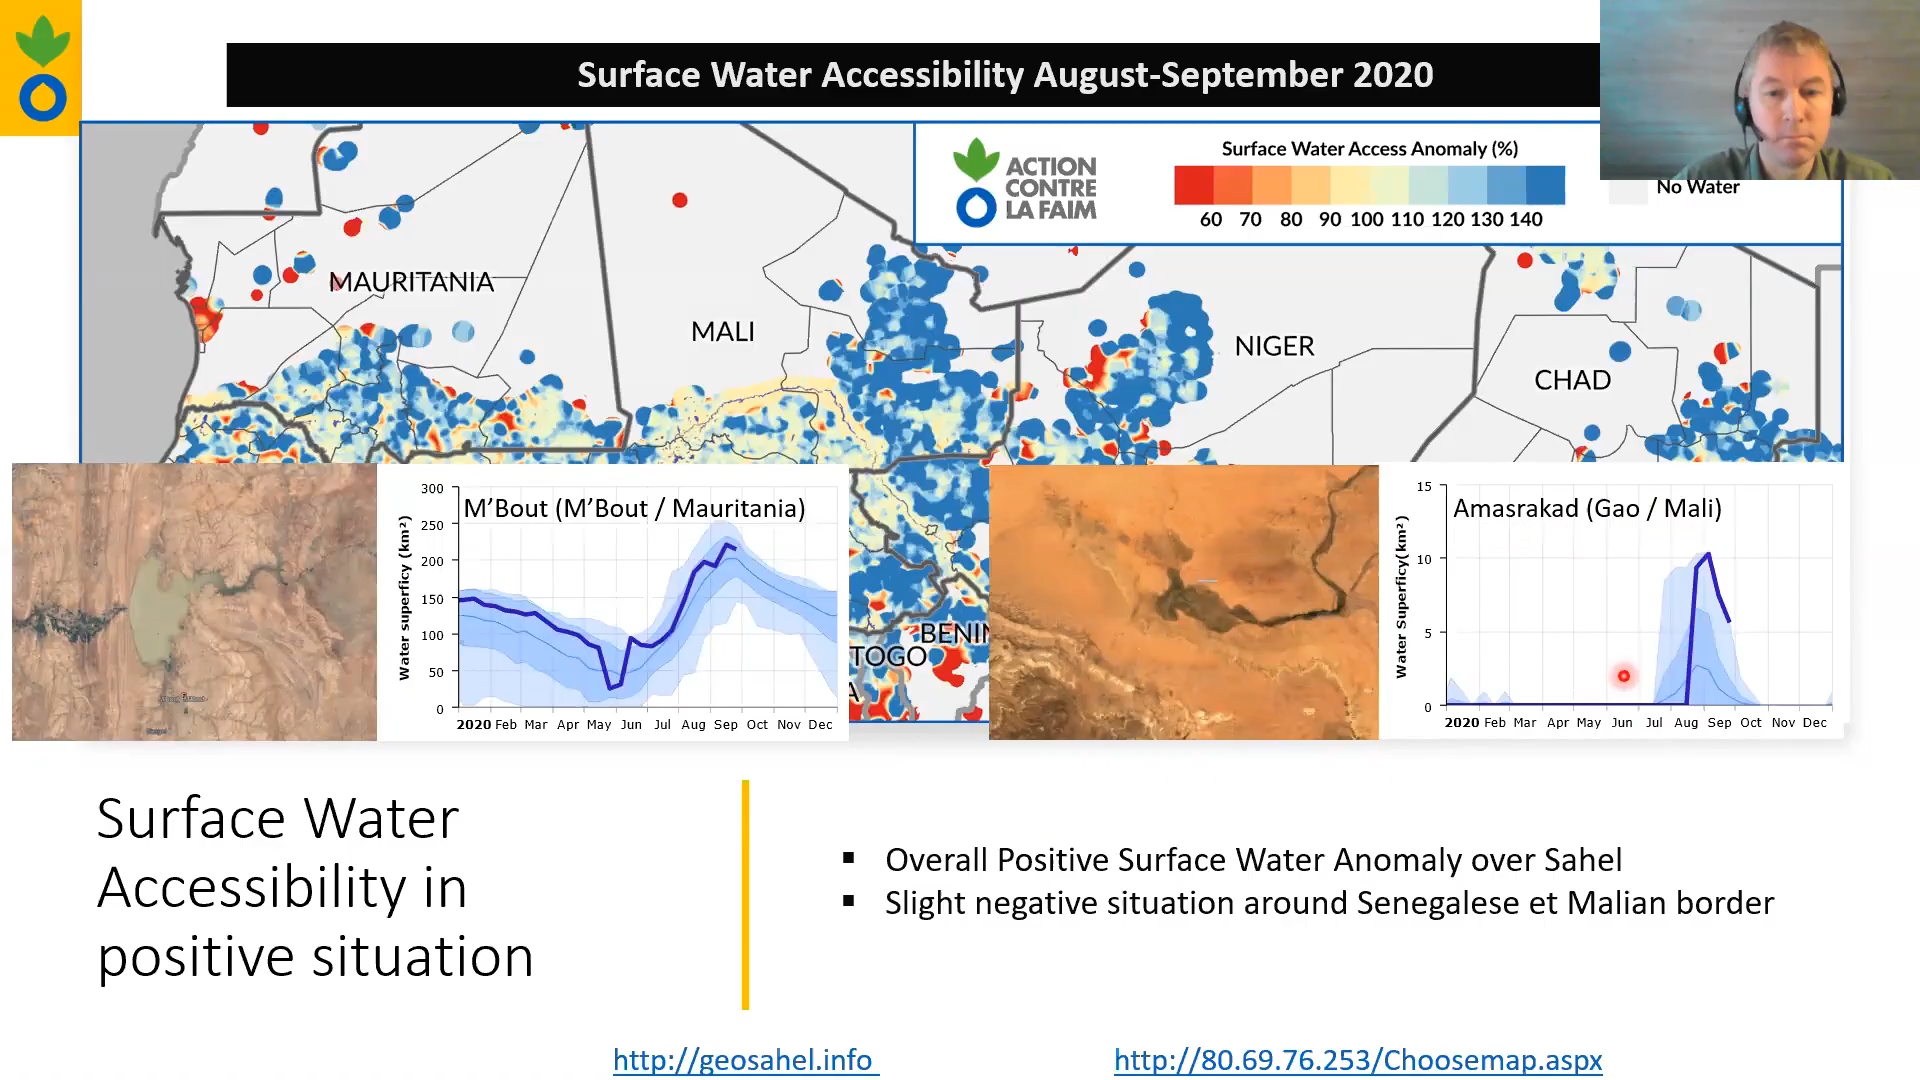 Surface Water Accessibility August-September 2020
ACTION
CONTRE
LA FAIM
Surface Water Access Anomaly (%)
60 70 80 90 100 110 120 130 140
No Water
MAURITANIA
MALI
NIGER
CHAD
BENIN
TOGO
M'Bout (M'Bout / Mauritania)
Water superficy (km²)
300
250
200
150
100
50
0
2020 Feb Mar Apr May Jun Jul Aug Sep Oct Nov Dec
Amasrakad (Gao / Mali)
Water Superficy(km²)
15
10
5
0
2020 Feb Mar Apr May Jun Jul Aug Sep Oct Nov Dec
Surface Water
Accessibility in
positive situation
▪ Overall Positive Surface Water Anomaly over Sahel
▪ Slight negative situation around Senegalese et Malian border
http://geosahel.info
http://80.69.76.253/Choosemap.aspx